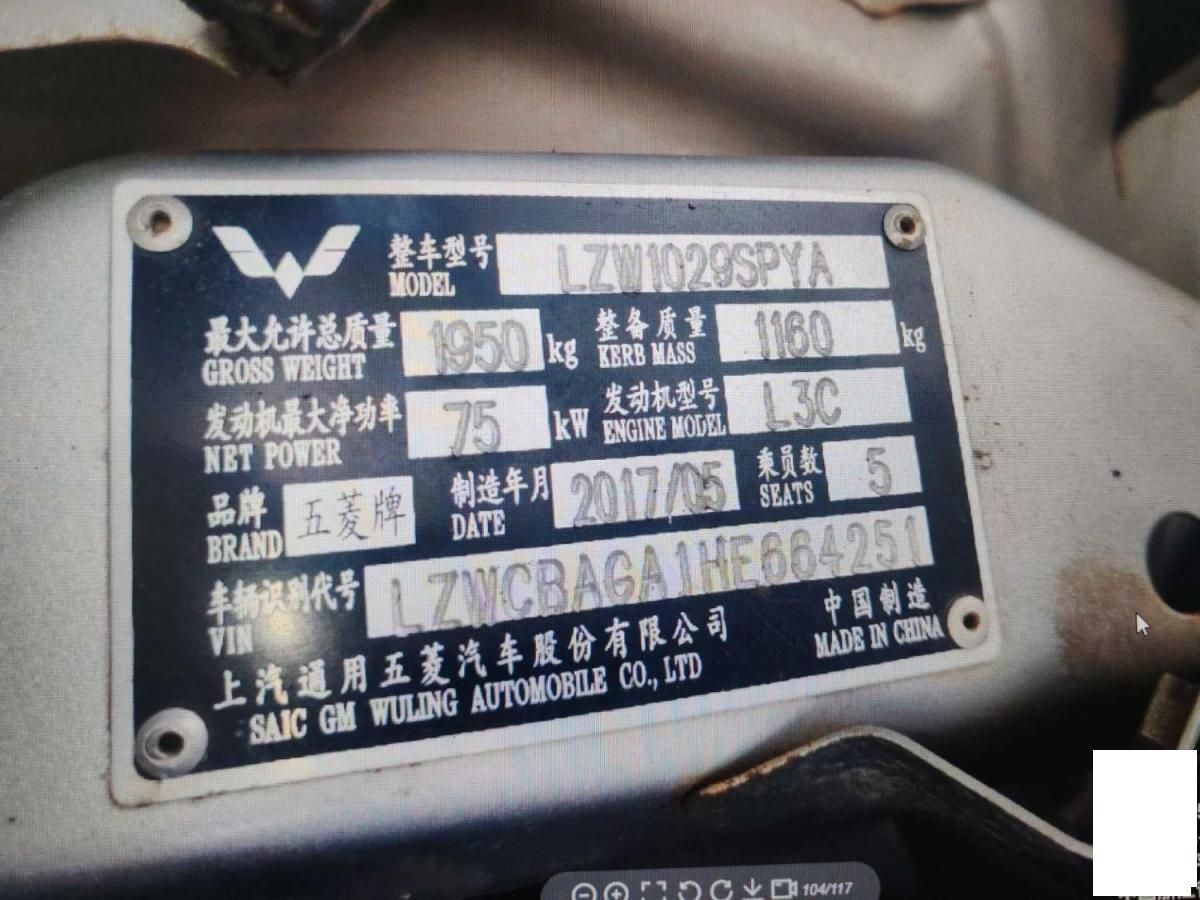 整车型号 LZW1029SPYA
MODEL
最大允许总质量 1950 kg 整备质量 1160 kg
GROSS WEIGHT KERB MASS
发动机最大净功率 75 kW 发动机型号 L3C
NET POWER ENGINE MODEL
品牌 五菱牌 制造年月 2017/05 乘员数 5
BRAND DATE SEATS
车辆识别代号 LZWCBAGA1HE664251
VIN
上汽通用五菱汽车股份有限公司 中国制造
SAIC GM WULING AUTOMOBILE CO., LTD MADE IN CHINA
104/117